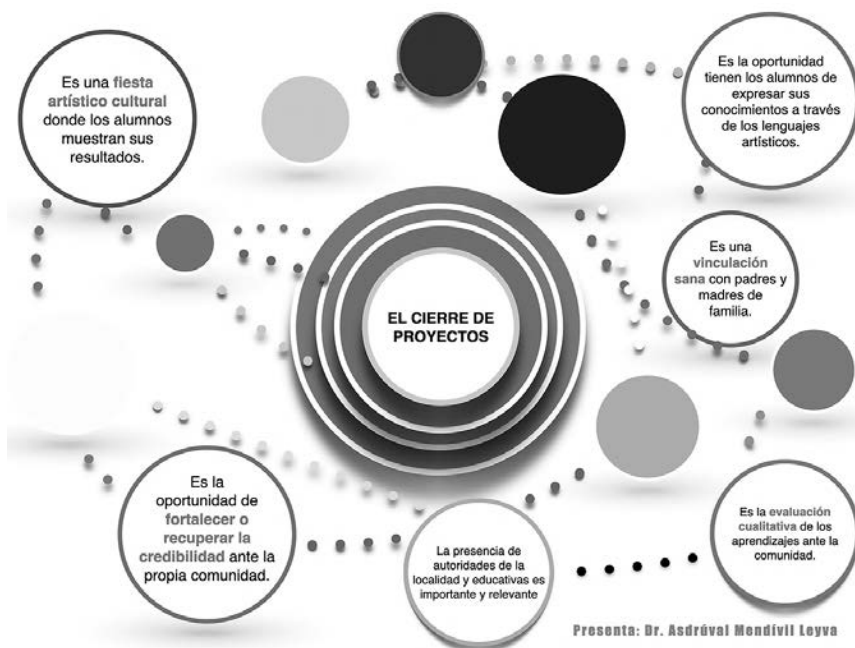 Es una fiesta
artístico cultural
donde los alumnos
muestran sus
resultados.
Es la oportunidad
tienen los alumnos de
expresar sus
conocimientos a través
de los lenguajes
artísticos.
EL CIERRE DE
PROYECTOS
Es una
vinculación
sana con padres y
madres de
familia.
Es la
oportunidad de
fortalecer o
recuperar la
credibilidad ante la
propia comunidad.
La presencia de
autoridades de la
localidad y educativas es
importante y relevante
Es la evaluación
cualitativa de los
aprendizajes ante la
comunidad.
Presenta: Dr. Asdrúval Mendívil Leyva